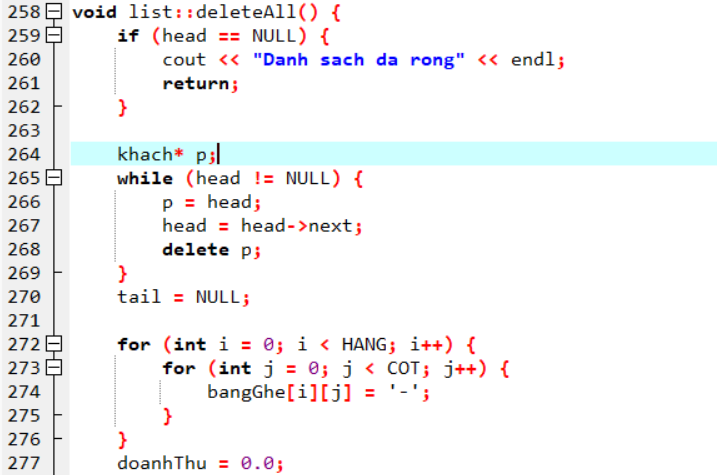 258 void list::deleteAll() {
259     if (head == NULL) {
260         cout << "Danh sach da rong" << endl;
261         return;
262     }
263
264     khach* p;
265     while (head != NULL) {
266         p = head;
267         head = head->next;
268         delete p;
269     }
270     tail = NULL;
271
272     for (int i = 0; i < HANG; i++) {
273         for (int j = 0; j < COT; j++) {
274             bangGhe[i][j] = '-';
275         }
276     }
277     doanhThu = 0.0;